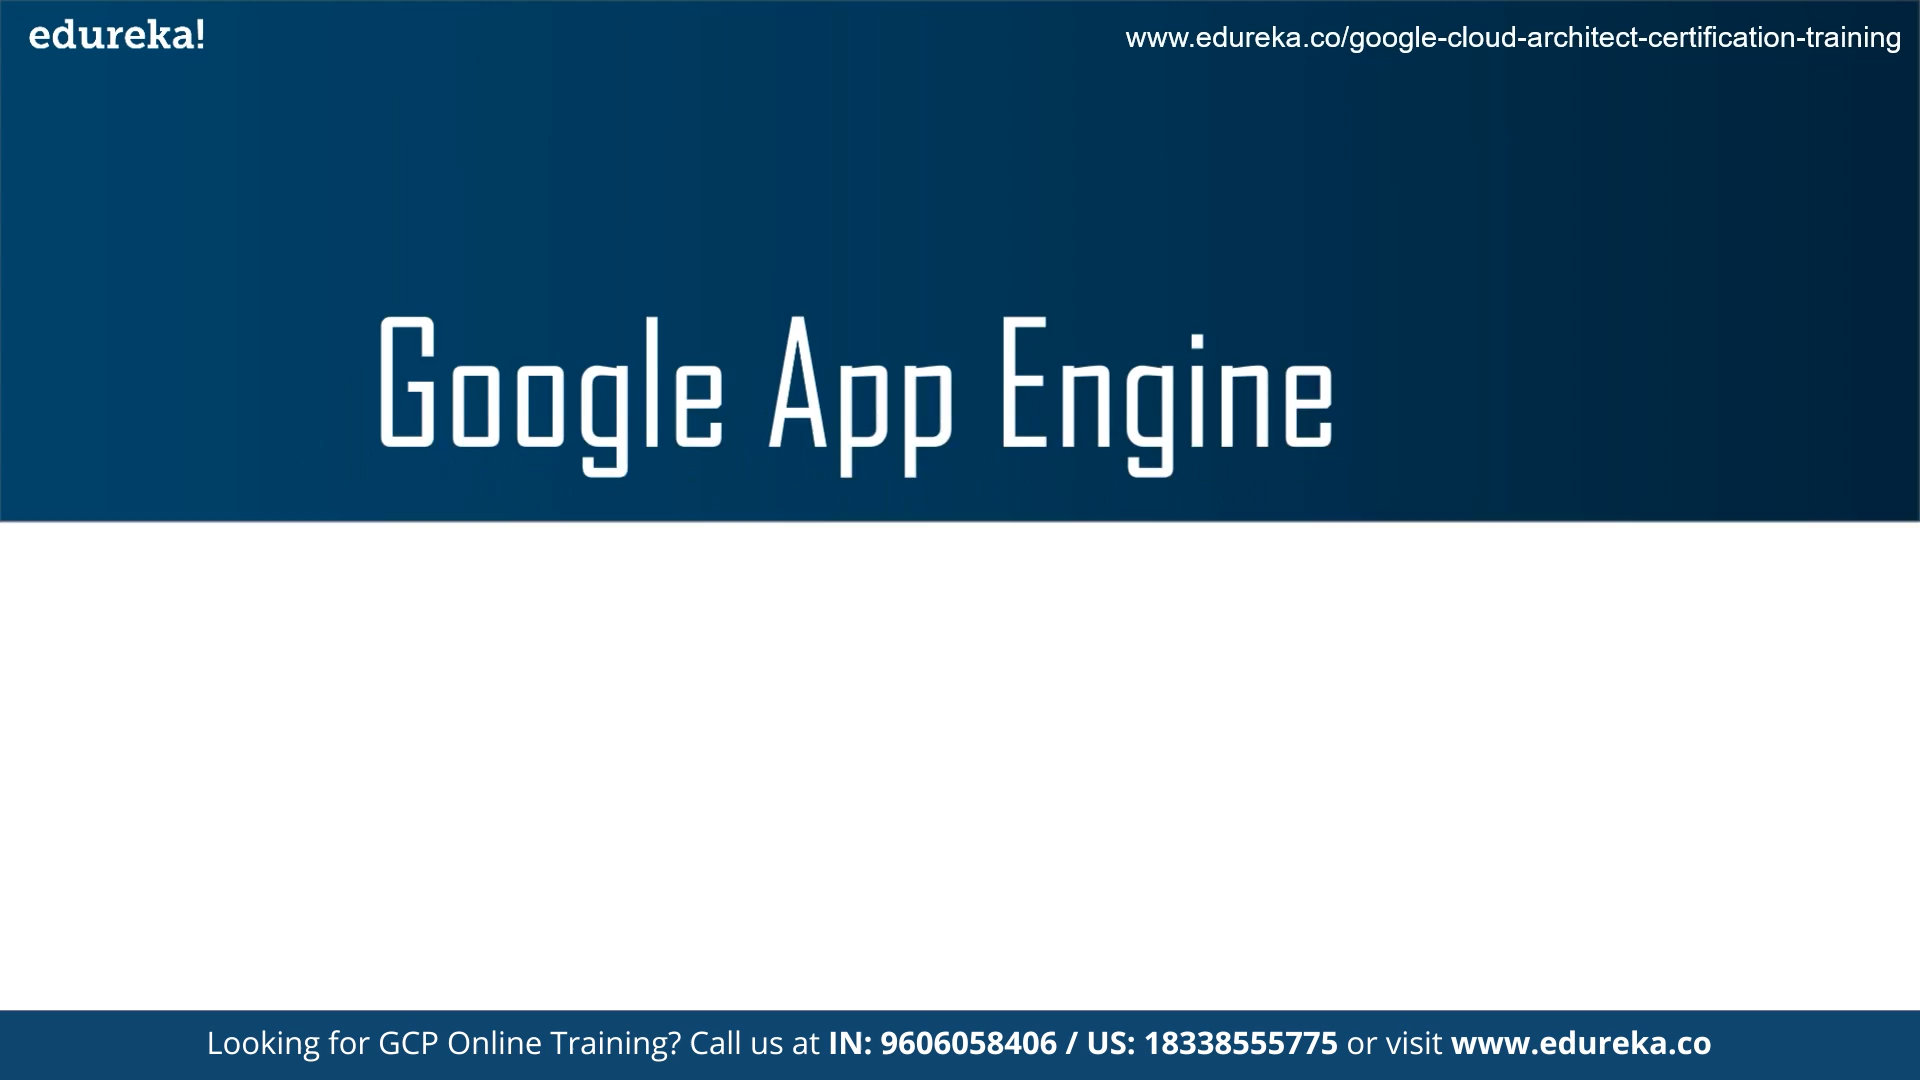 edureka!
www.edureka.co/google-cloud-architect-certification-training
Google App Engine
Looking for GCP Online Training? Call us at IN: 9606058406 / US: 18338555775 or visit www.edureka.co